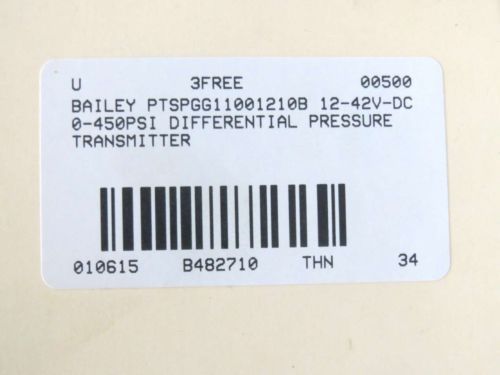 U 3FREE 00500
BAILEY PTSPGG11001210B 12-42V-DC
0-450PSI DIFFERENTIAL PRESSURE
TRANSMITTER
010615 B482710 THN 34